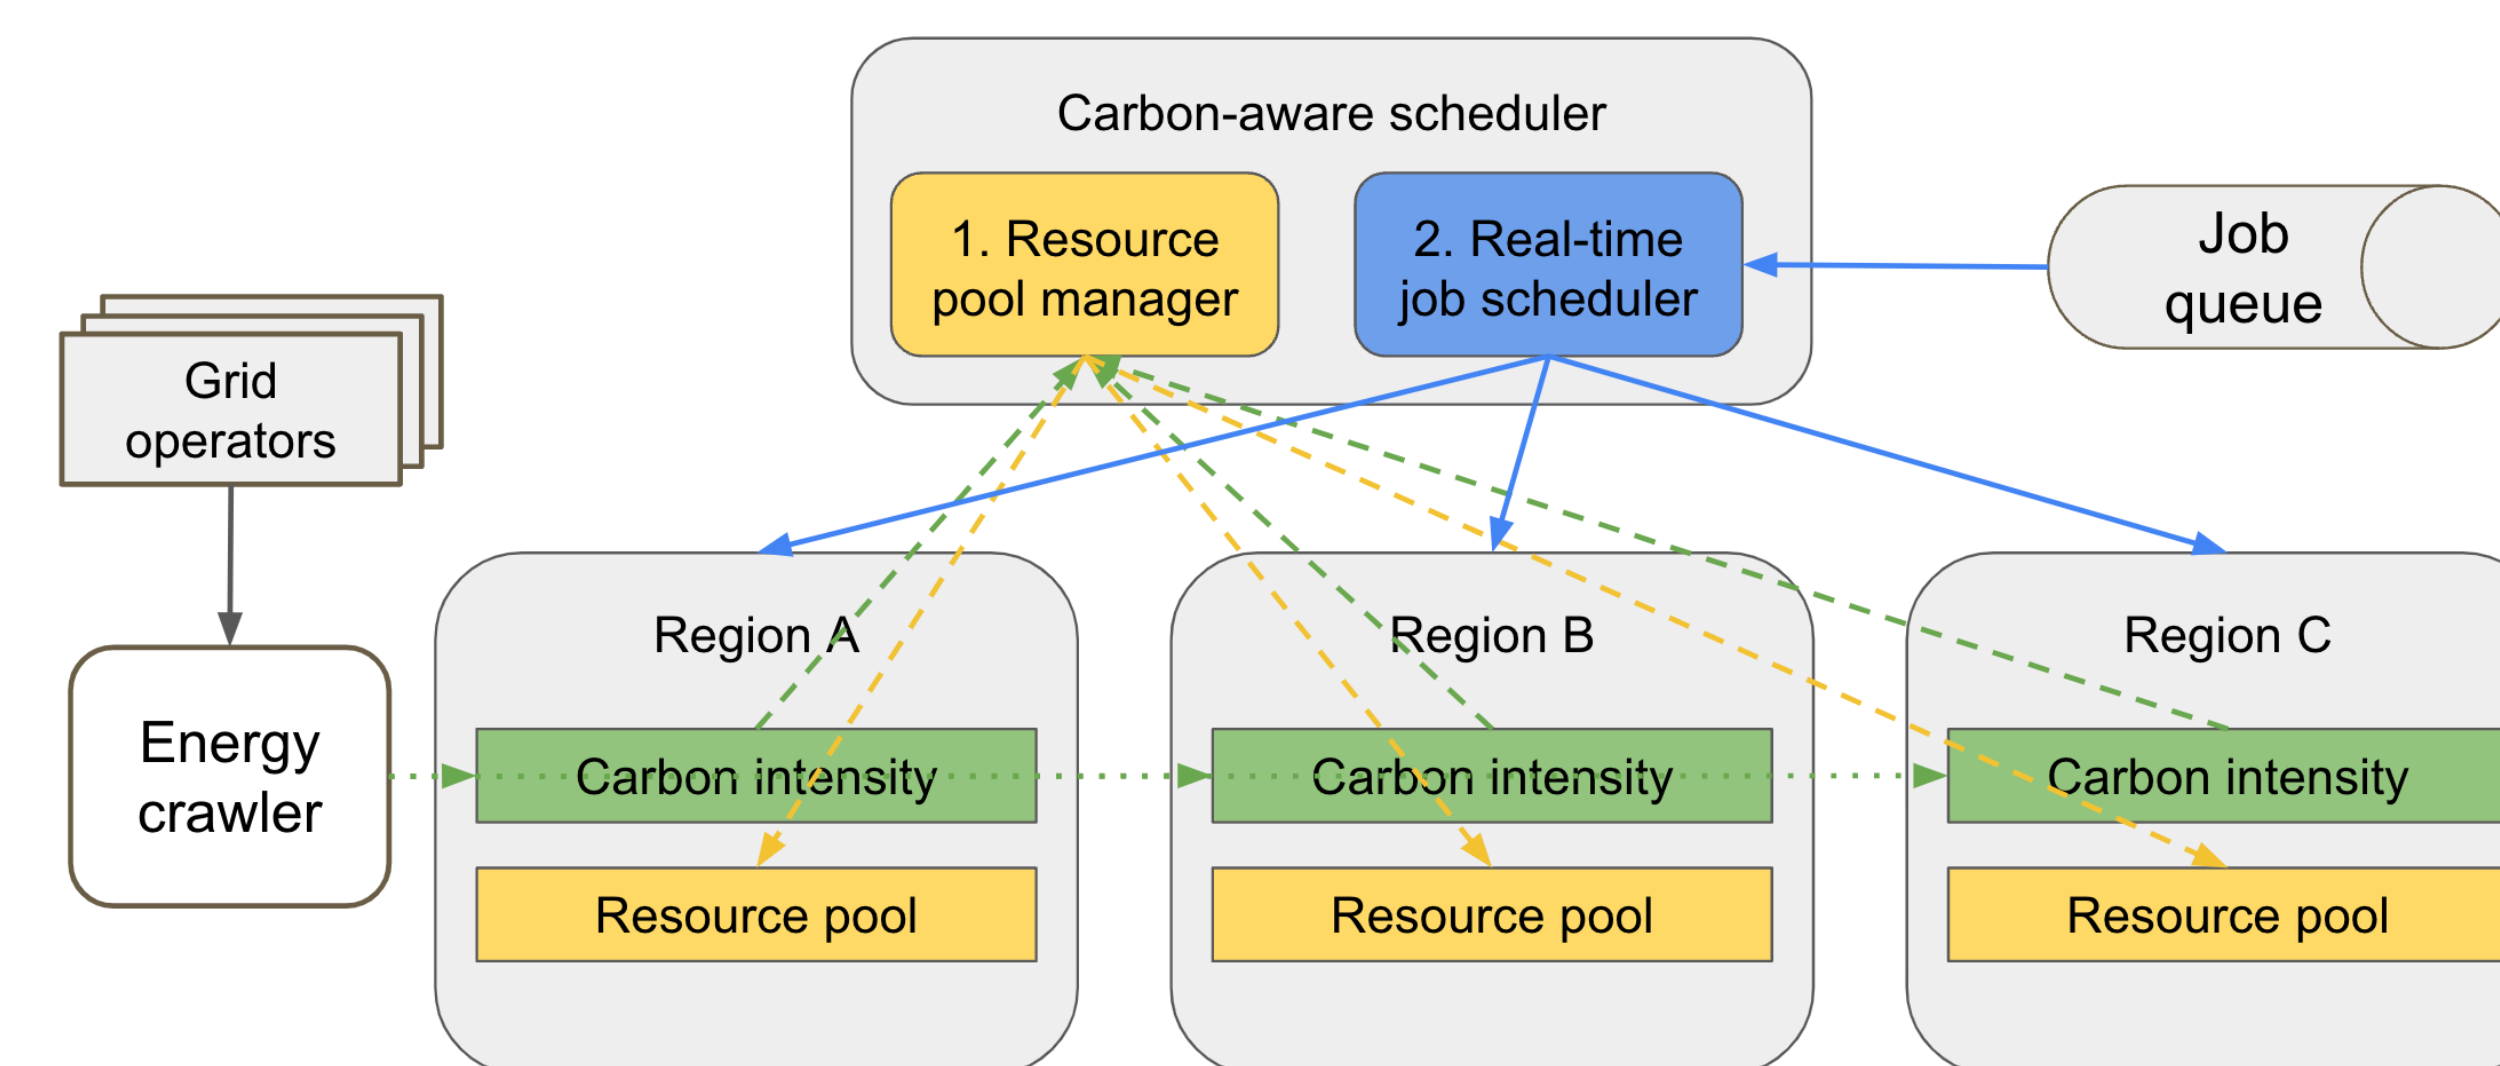 Carbon-aware scheduler
1. Resource
pool manager
2. Real-time
job scheduler
Job
queue
Grid
operators
Energy
crawler
Region A
Carbon intensity
Resource pool
Region B
Carbon intensity
Resource pool
Region C
Carbon intensity
Resource pool